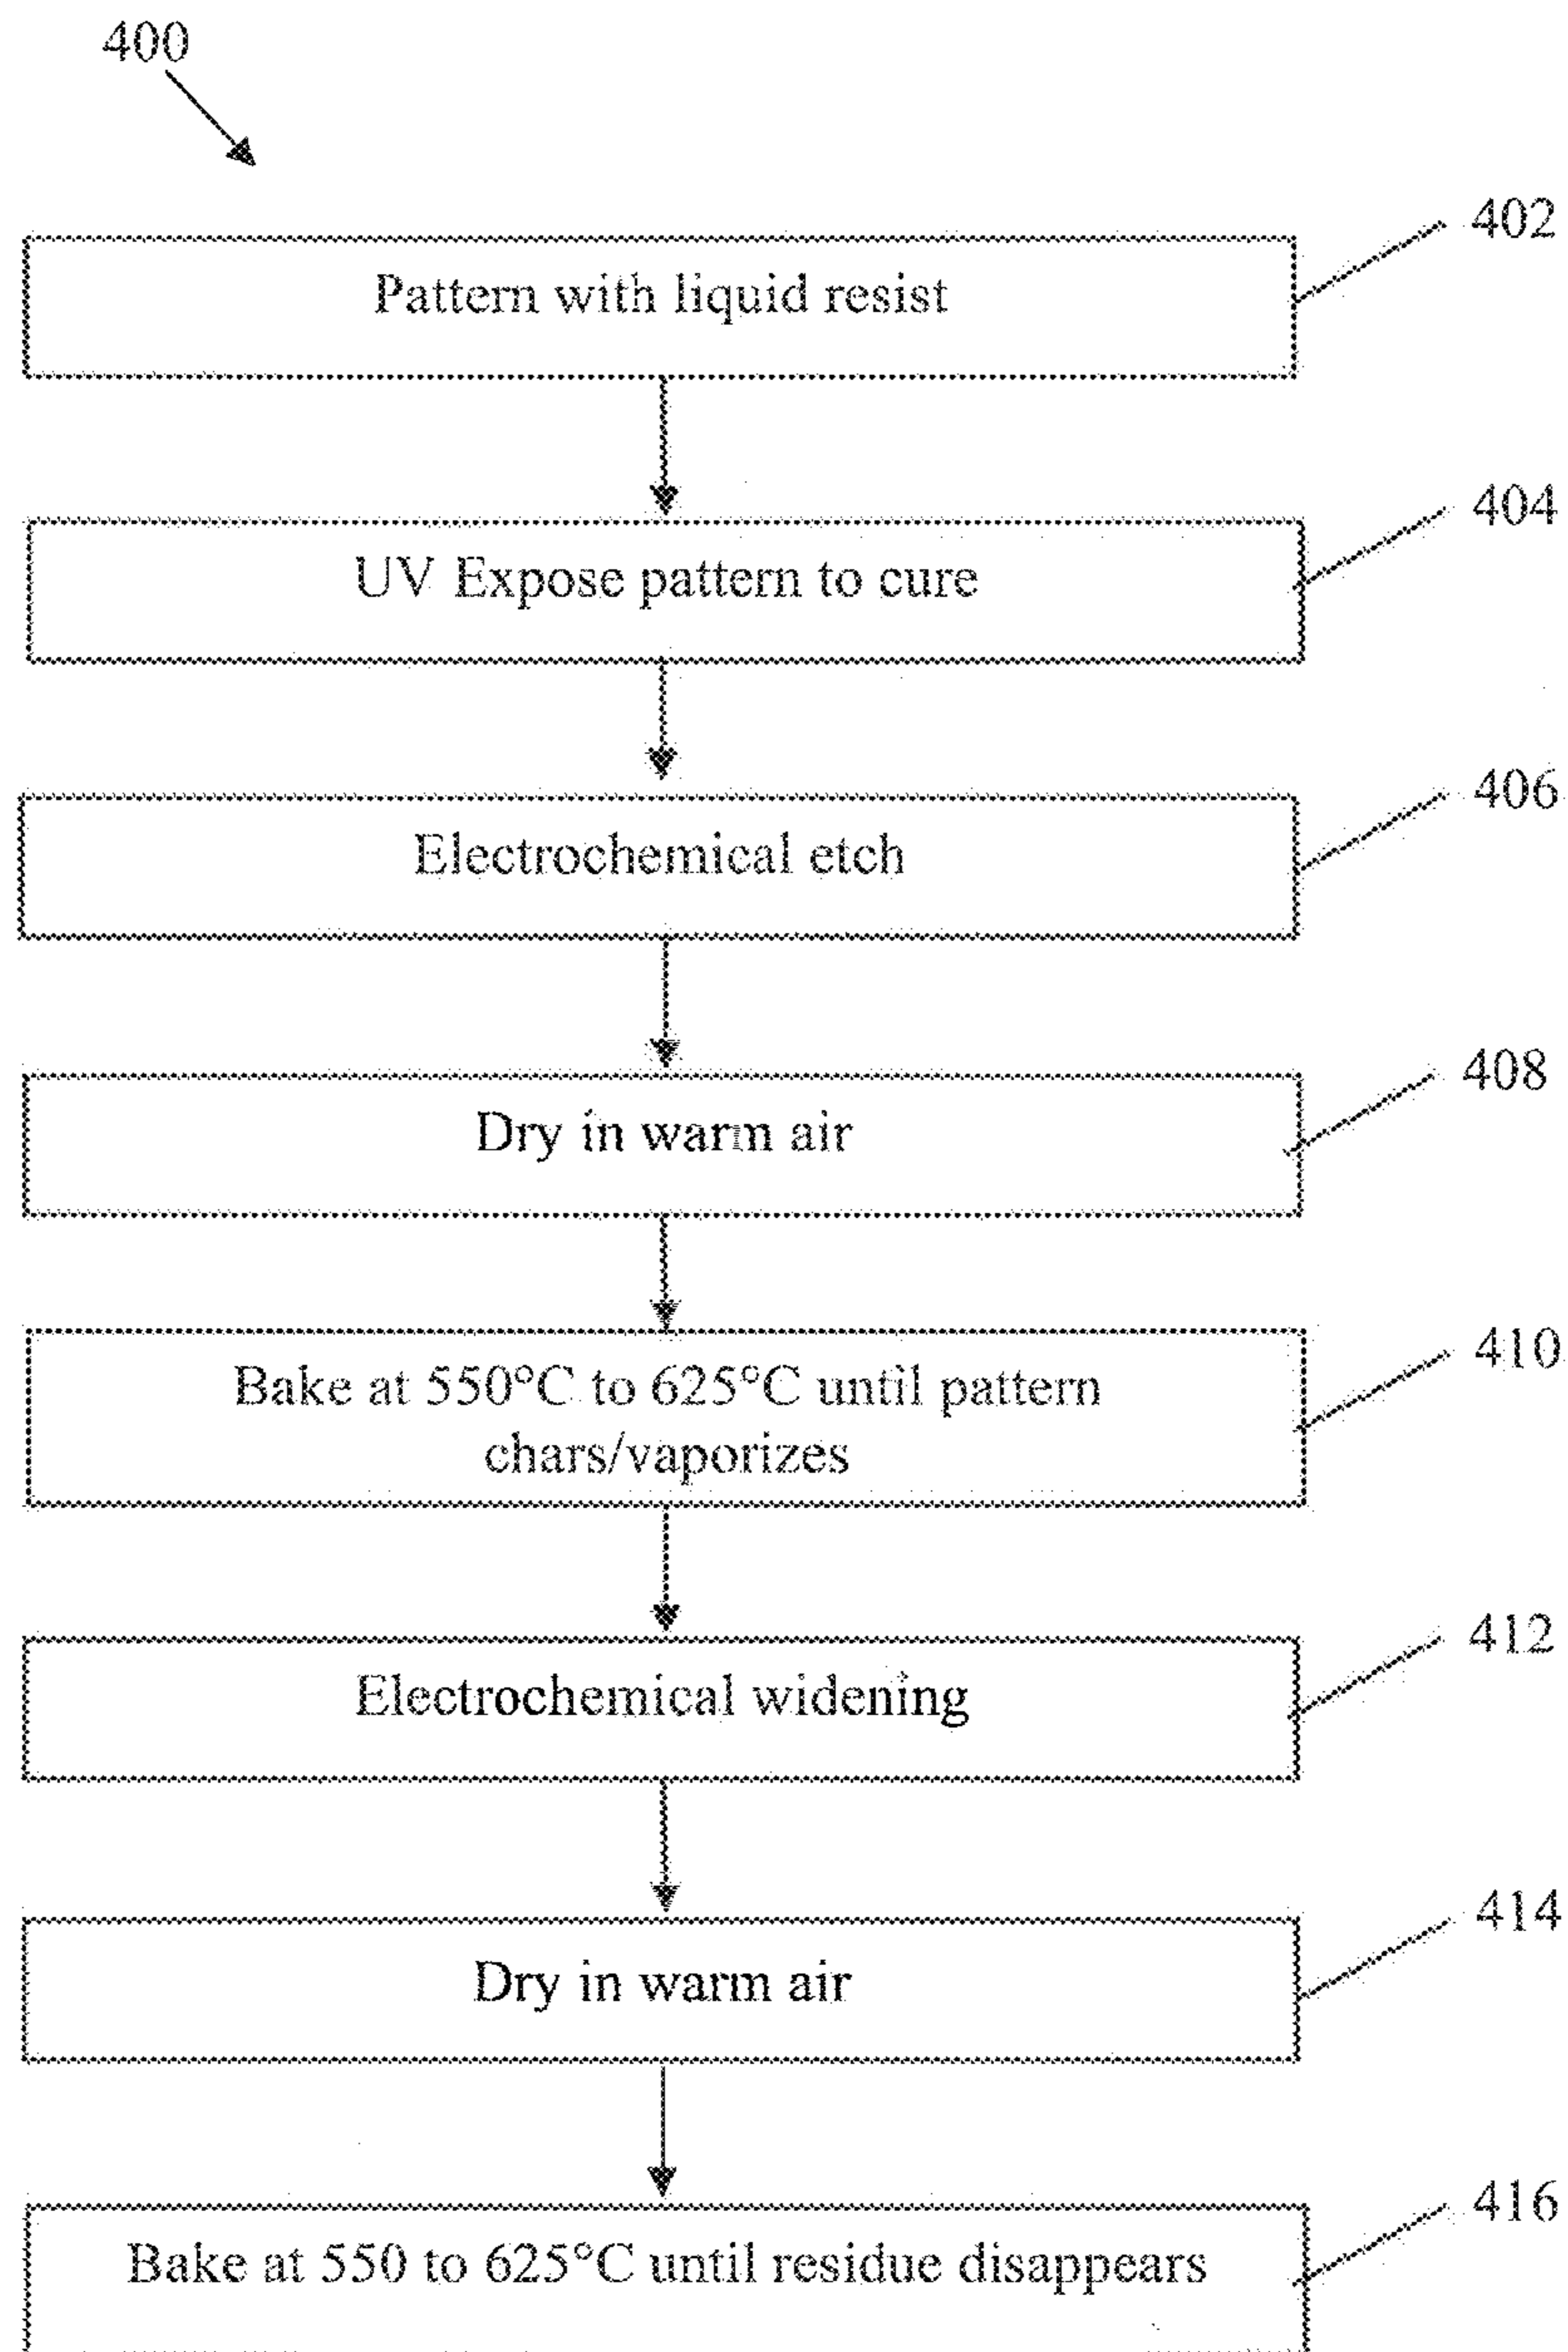 400
402
Pattern with liquid resist
404
UV Expose pattern to cure
406
Electrochemical etch
408
Dry in warm air
410
Bake at 550°C to 625°C until pattern
chars/vaporizes
412
Electrochemical widening
414
Dry in warm air
416
Bake at 550 to 625°C until residue disappears